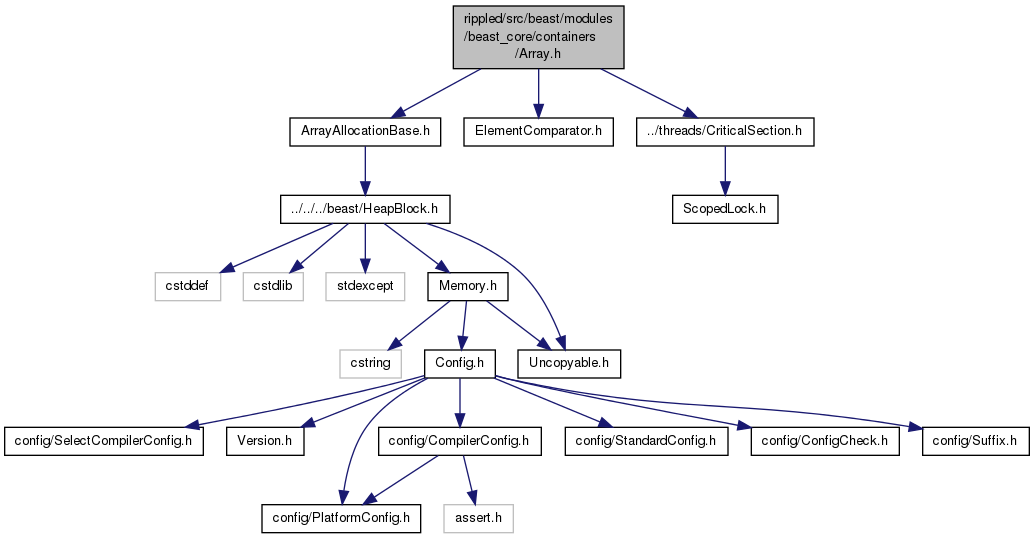 rippled/src/beast/modules
/beast_core/containers
/Array.h
ArrayAllocationBase.h
ElementComparator.h
../threads/CriticalSection.h
../../../beast/HeapBlock.h
ScopedLock.h
cstddef
cstdlib
stdexcept
Memory.h
cstring
Config.h
Uncopyable.h
config/SelectCompilerConfig.h
Version.h
config/CompilerConfig.h
config/StandardConfig.h
config/ConfigCheck.h
config/Suffix.h
config/PlatformConfig.h
assert.h